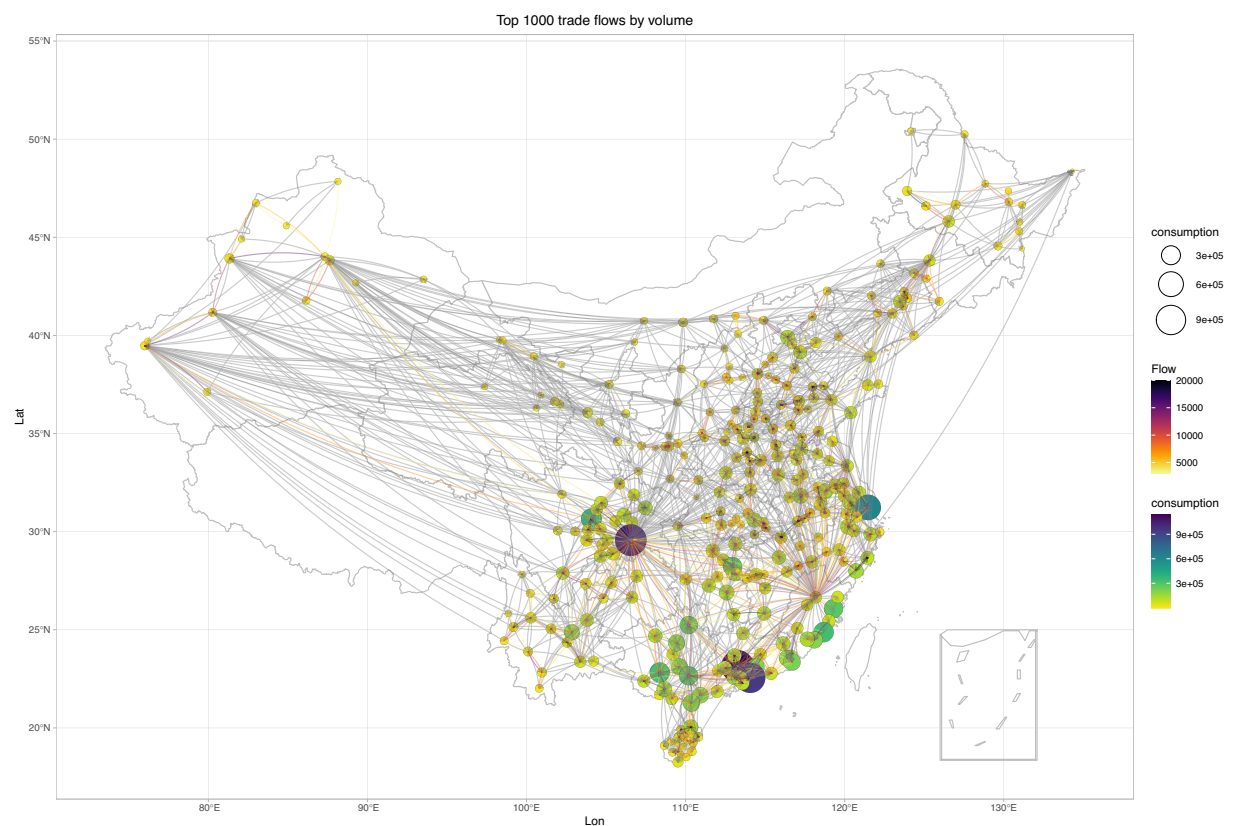 Top 1000 trade flows by volume
55°N
50°N
45°N
40°N
35°N
30°N
25°N
20°N
Lat
80°E
90°E
100°E
110°E
120°E
130°E
Lon
consumption
3e+05
6e+05
9e+05
Flow
20000
15000
10000
5000
consumption
9e+05
6e+05
3e+05